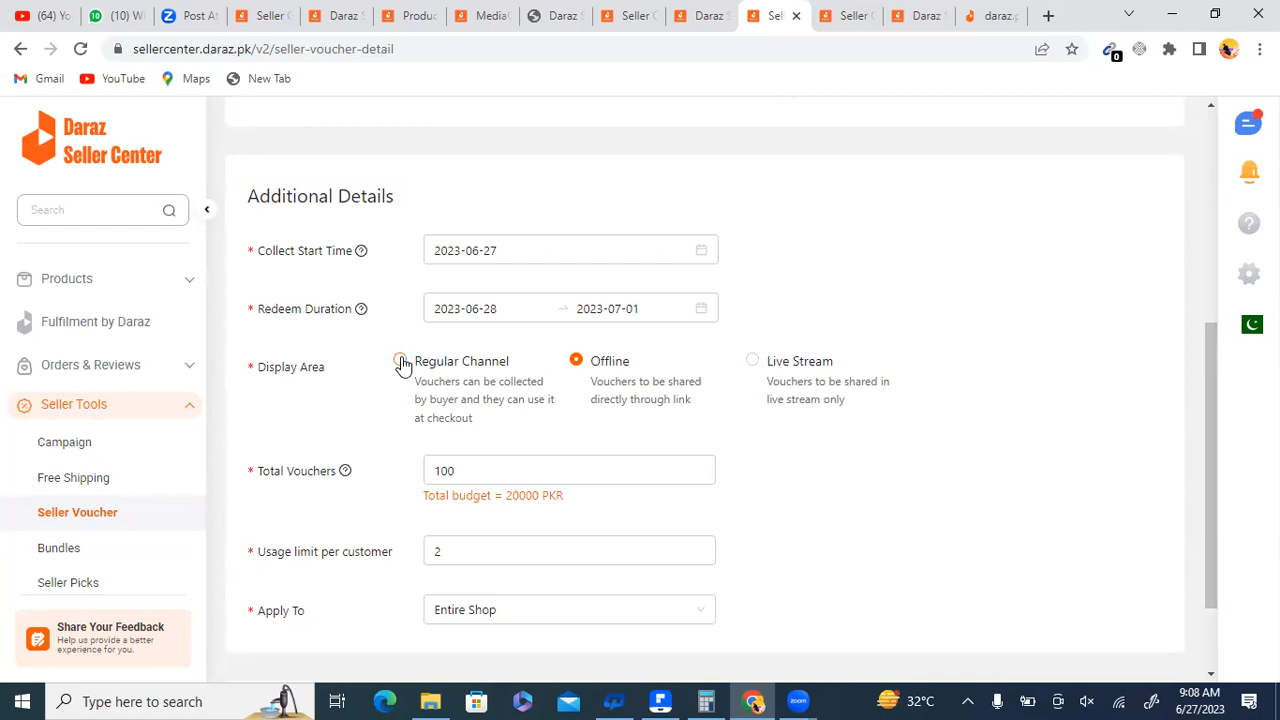 (64) Yo
(10) W
Post At
Seller C
Daraz S
Produc
MediaC
Daraz S
Seller C
Daraz S
Sell
Seller C
Daraz S
daraz.p
sellercenter.daraz.pk/v2/seller-voucher-detail
0
Gmail
YouTube
Maps
New Tab
Daraz
Seller Center
Search
Products
Fulfilment by Daraz
Orders & Reviews
Seller Tools
Campaign
Free Shipping
Seller Voucher
Bundles
Seller Picks
Share Your Feedback
Help us provide a better
experience for you.
Additional Details
* Collect Start Time
2023-06-27
* Redeem Duration
2023-06-28 → 2023-07-01
* Display Area
Regular Channel
Vouchers can be collected
by buyer and they can use it
at checkout
Offline
Vouchers to be shared
directly through link
Live Stream
Vouchers to be shared in
live stream only
* Total Vouchers
100
Total budget = 20000 PKR
* Usage limit per customer
2
* Apply To
Entire Shop
Type here to search
zoom
32°C
9:08 AM
6/27/2023